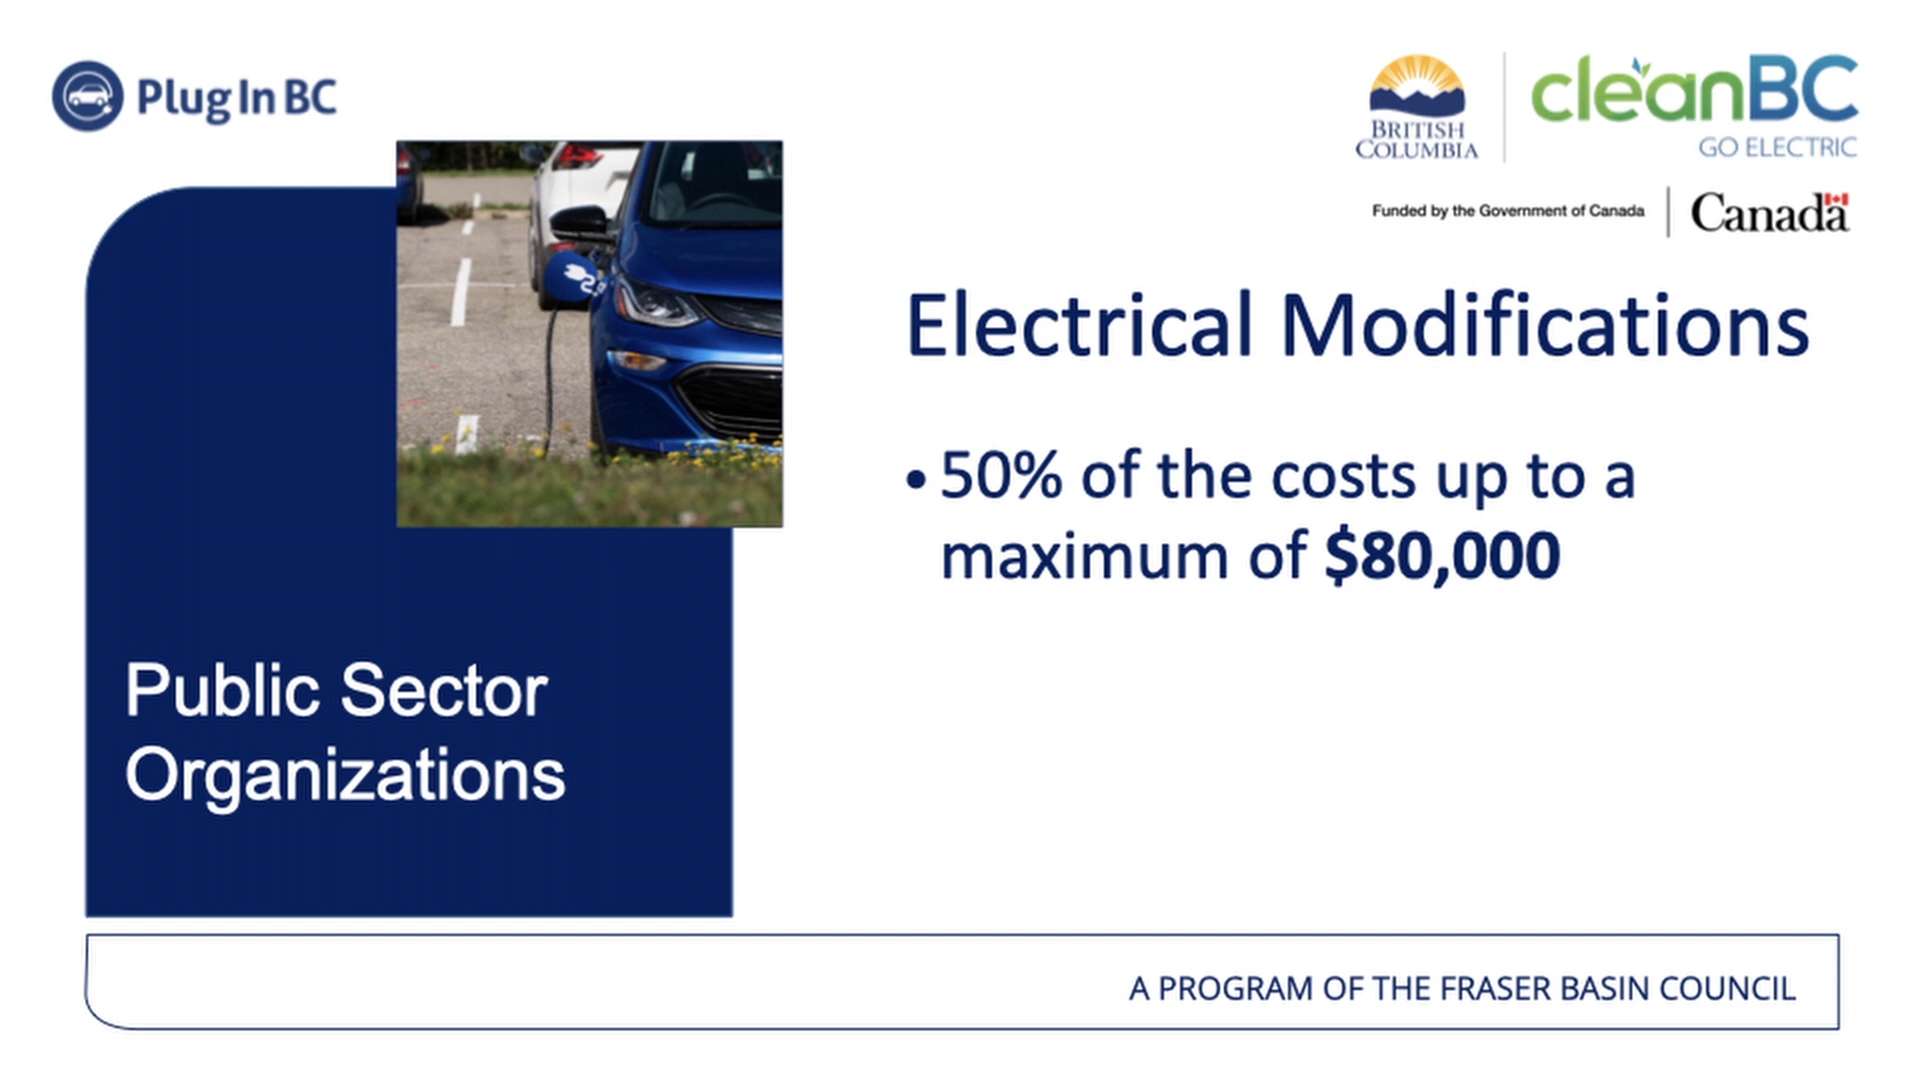 Plug In BC
BRITISH
COLUMBIA
cleanBC
GO ELECTRIC
Funded by the Government of Canada
Canada
Electrical Modifications
• 50% of the costs up to a
maximum of $80,000
Public Sector
Organizations
A PROGRAM OF THE FRASER BASIN COUNCIL